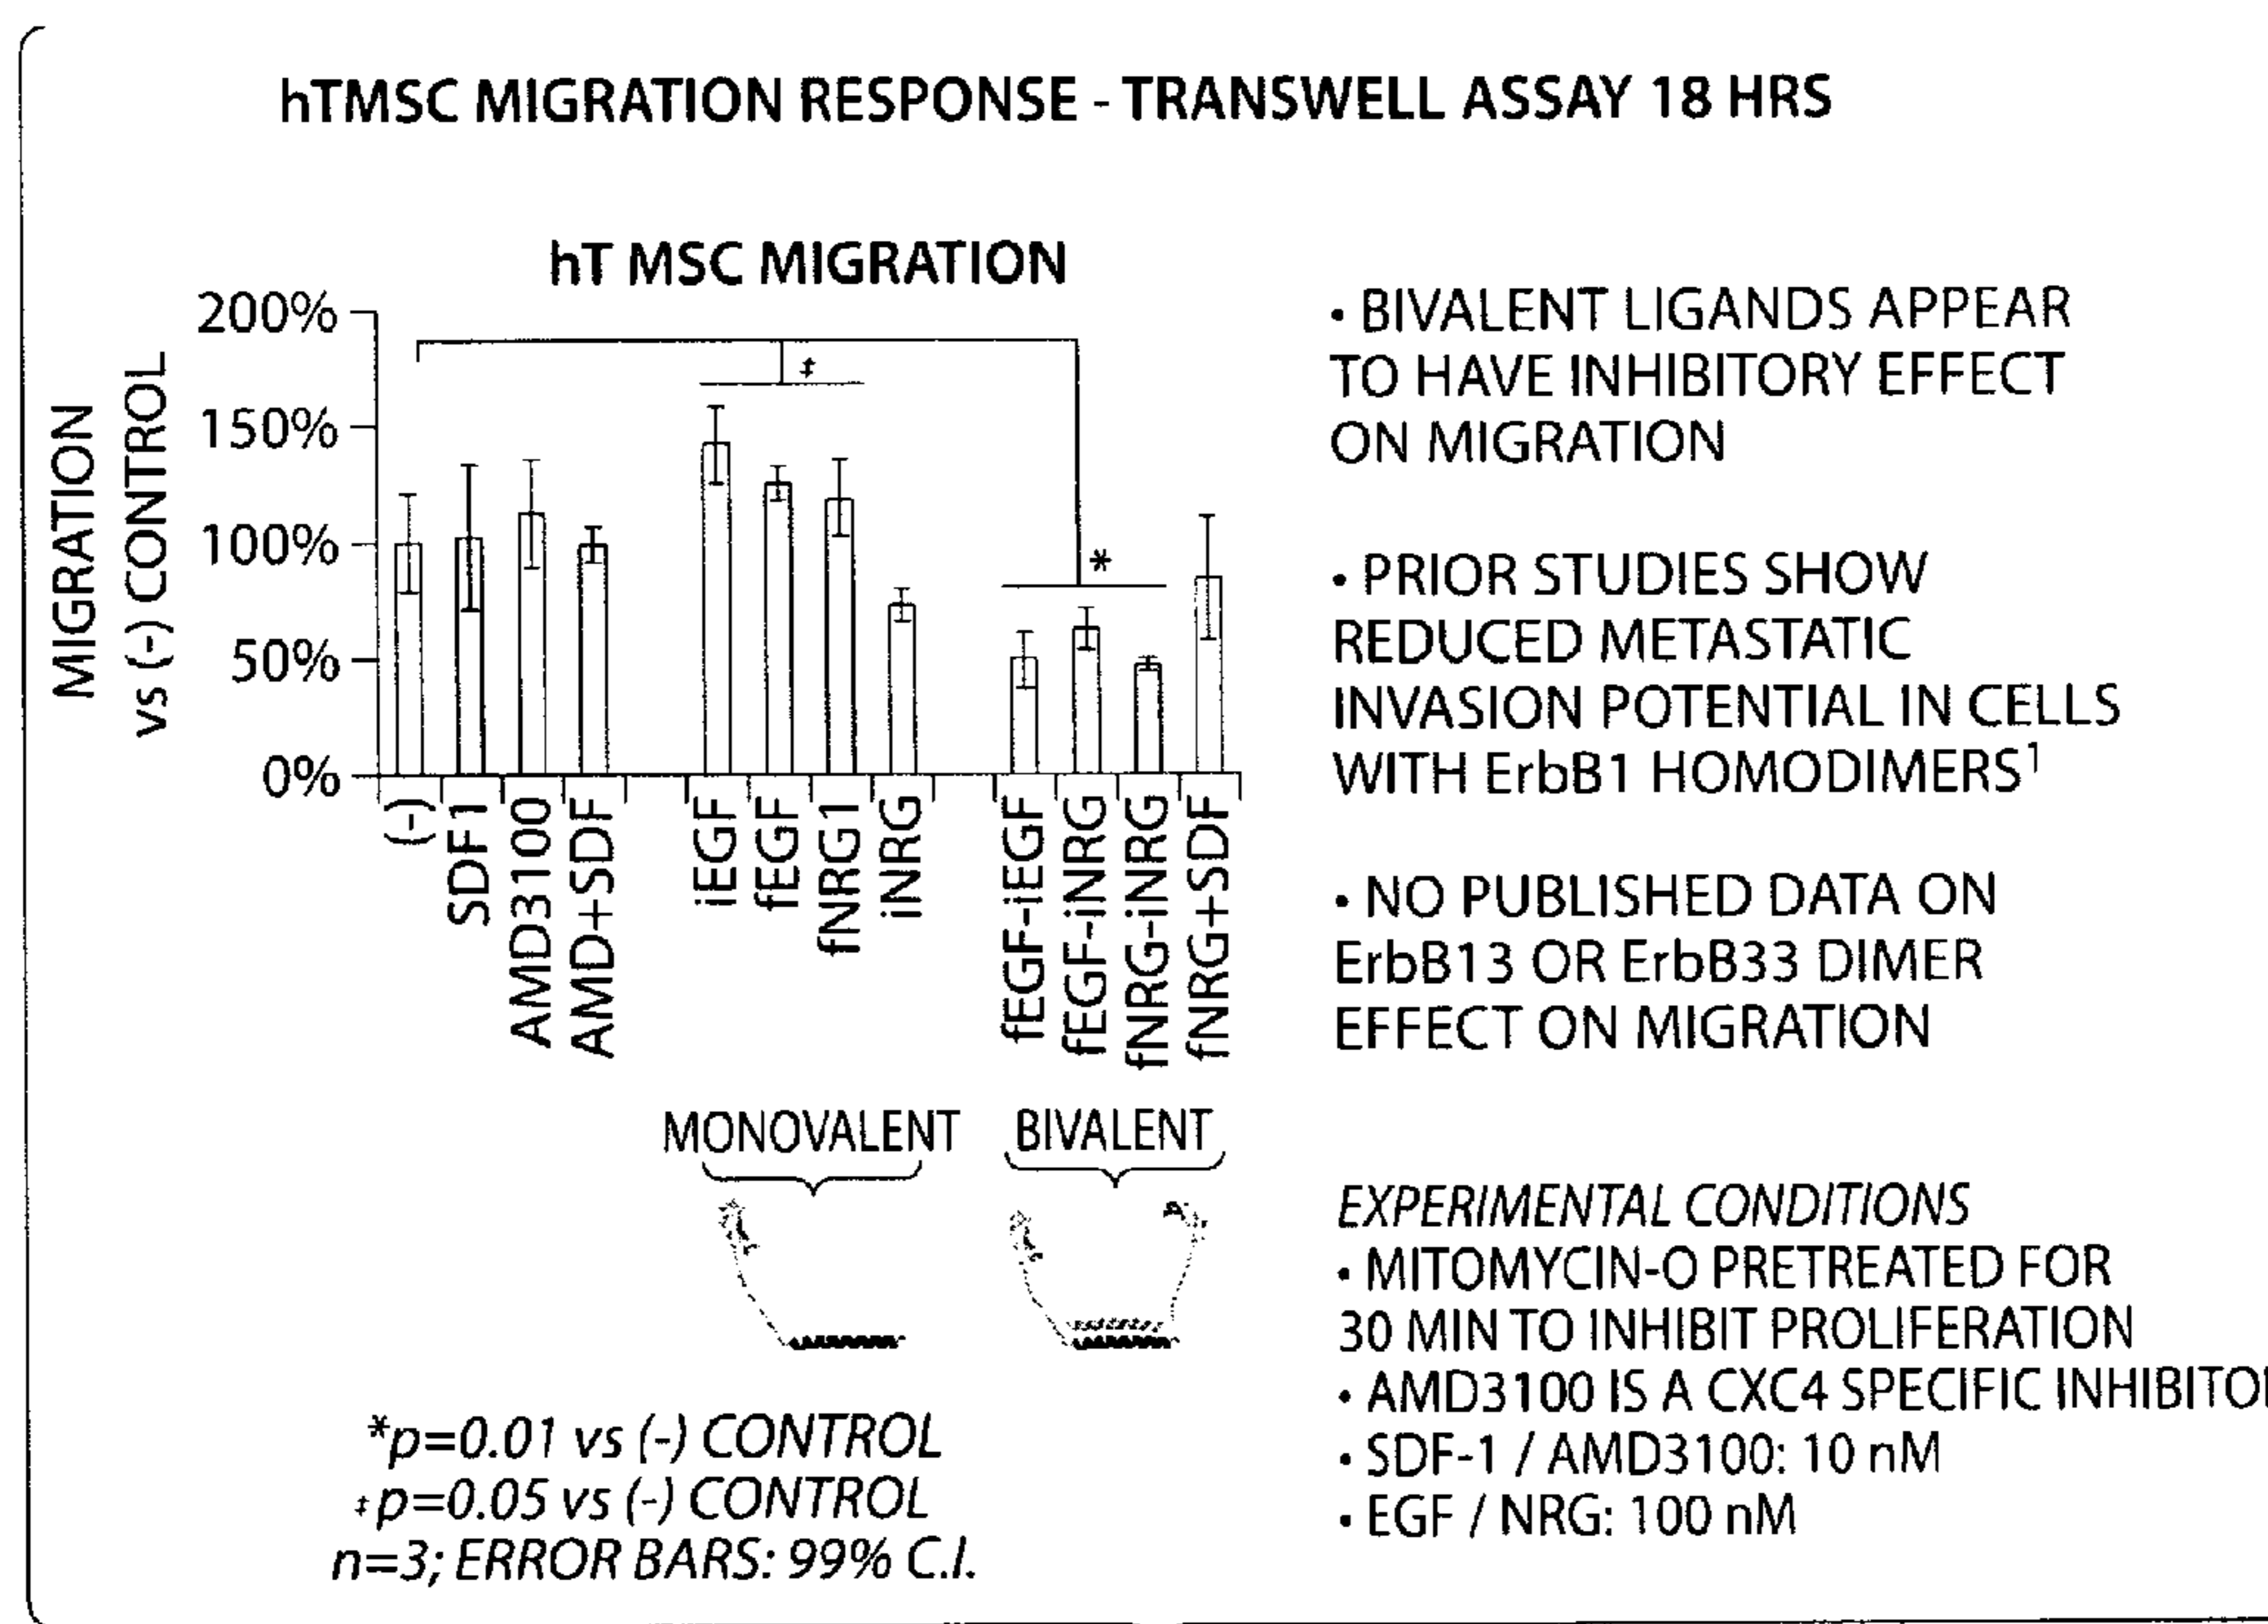 hTMSC MIGRATION RESPONSE - TRANSWELL ASSAY 18 HRS
hT MSC MIGRATION
MIGRATION
vs (-) CONTROL
200%
150%
100%
50%
0%
‡
*
(-)
SDF1
AMD3100
AMD+SDF
iEGF
fEGF
fNRG1
iNRG
fEGF-iEGF
fEGF-iNRG
fNRG-iNRG
fNRG+SDF
MONOVALENT
BIVALENT
*p=0.01 vs (-) CONTROL
‡p=0.05 vs (-) CONTROL
n=3; ERROR BARS: 99% C.I.
• BIVALENT LIGANDS APPEAR
TO HAVE INHIBITORY EFFECT
ON MIGRATION
• PRIOR STUDIES SHOW
REDUCED METASTATIC
INVASION POTENTIAL IN CELLS
WITH ErbB1 HOMODIMERS¹
• NO PUBLISHED DATA ON
ErbB13 OR ErbB33 DIMER
EFFECT ON MIGRATION
EXPERIMENTAL CONDITIONS
• MITOMYCIN-O PRETREATED FOR
30 MIN TO INHIBIT PROLIFERATION
• AMD3100 IS A CXC4 SPECIFIC INHIBITO
• SDF-1 / AMD3100: 10 nM
• EGF / NRG: 100 nM